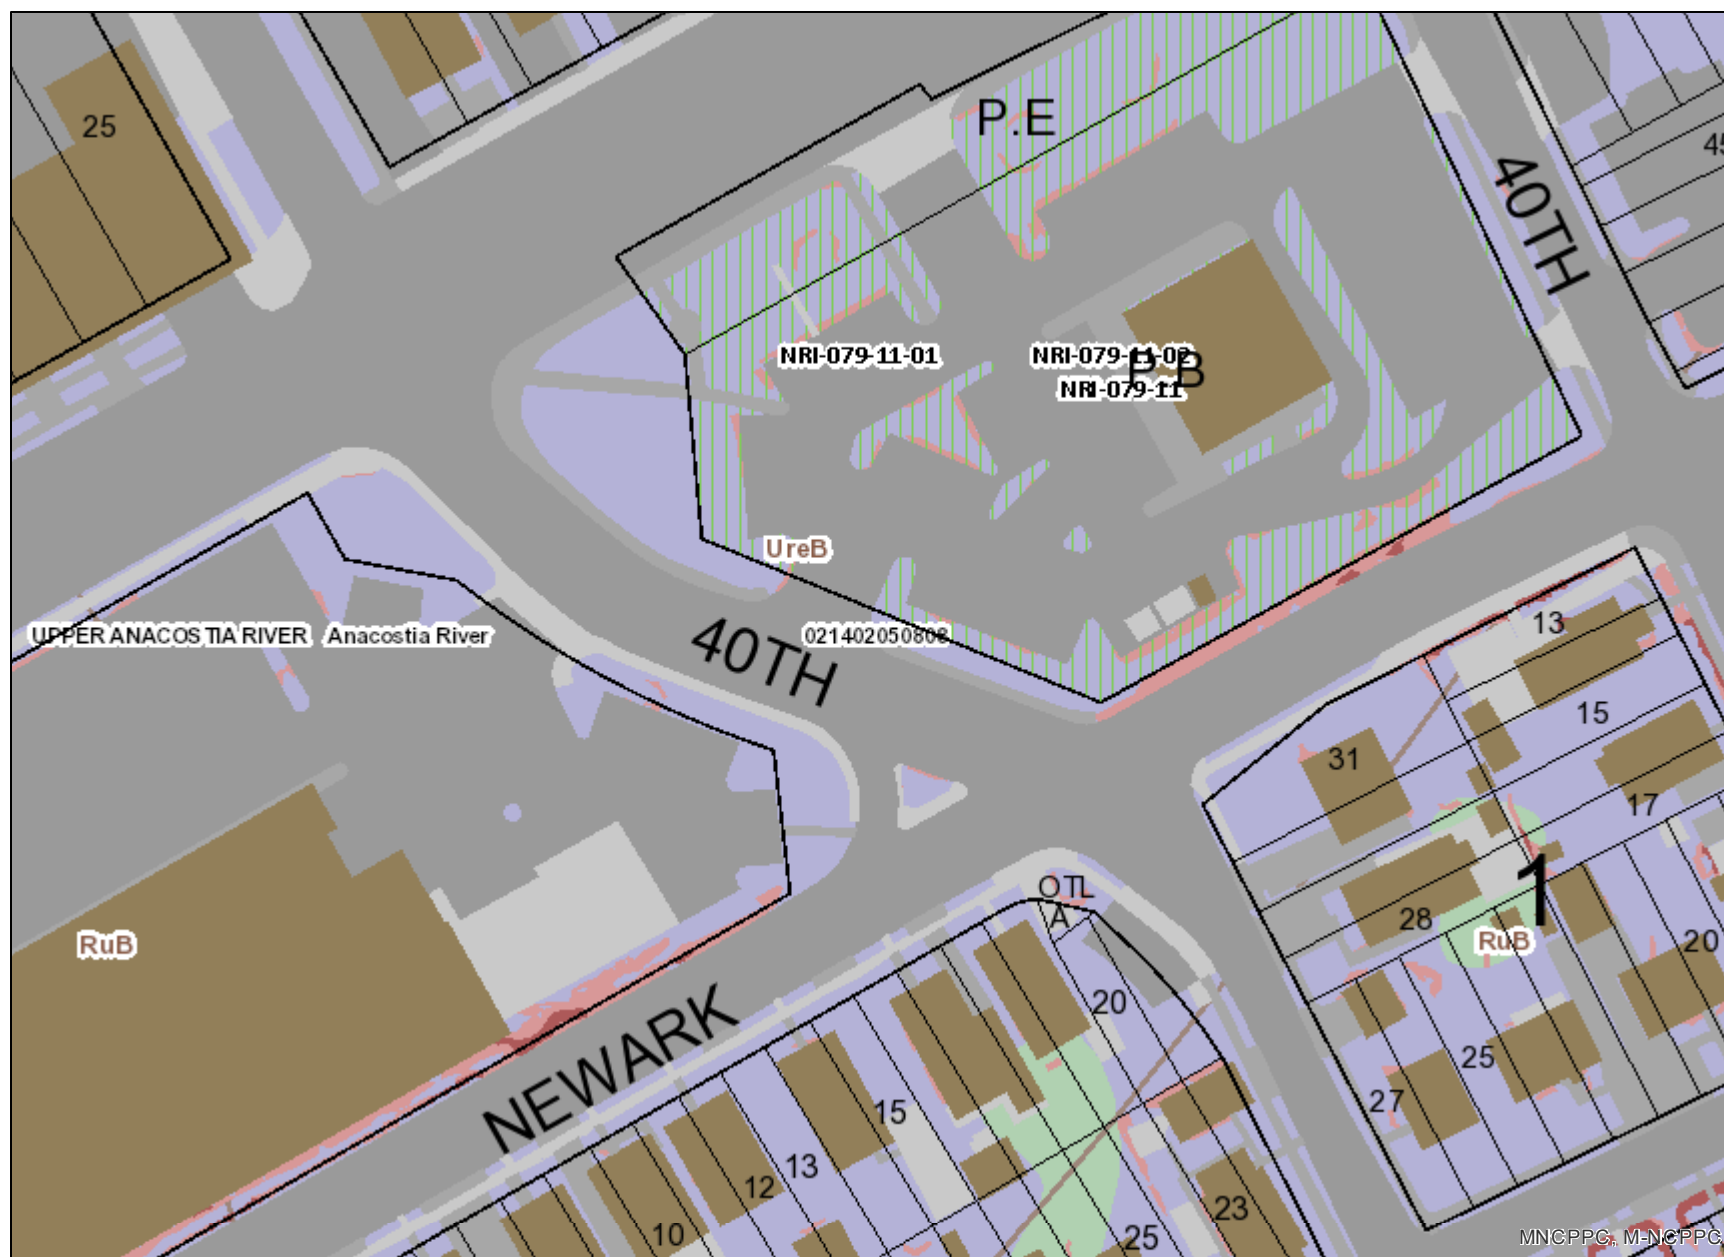 P.E
25
45
40TH
NRI-079-11-01
NRI-079-11-02
P.B
NRI-079-11
UreB
UPPER ANACOSTIA RIVER
Anacostia River
021402050808
40TH
13
15
31
17
1
OTL
A
28
RuB
RuB
20
20
NEWARK
25
15
27
13
12
23
10
25
MNCPPC, M-NCPPC